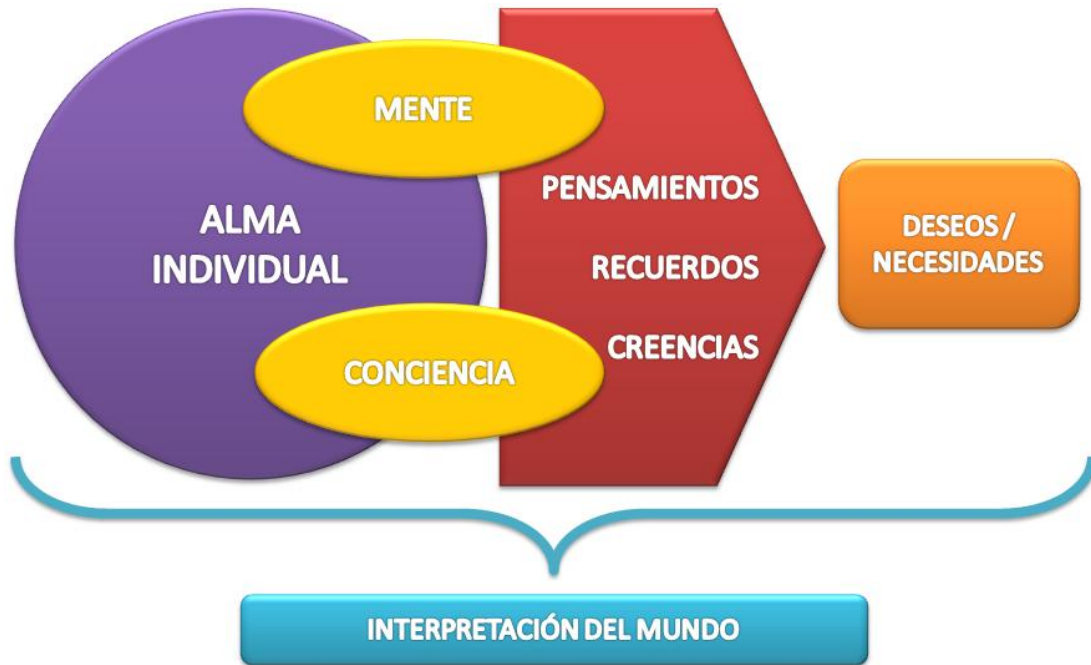 MENTE
ALMA
INDIVIDUAL
CONCIENCIA
PENSAMIENTOS
RECUERDOS
CREENCIAS
DESEOS /
NECESIDADES
INTERPRETACIÓN DEL MUNDO